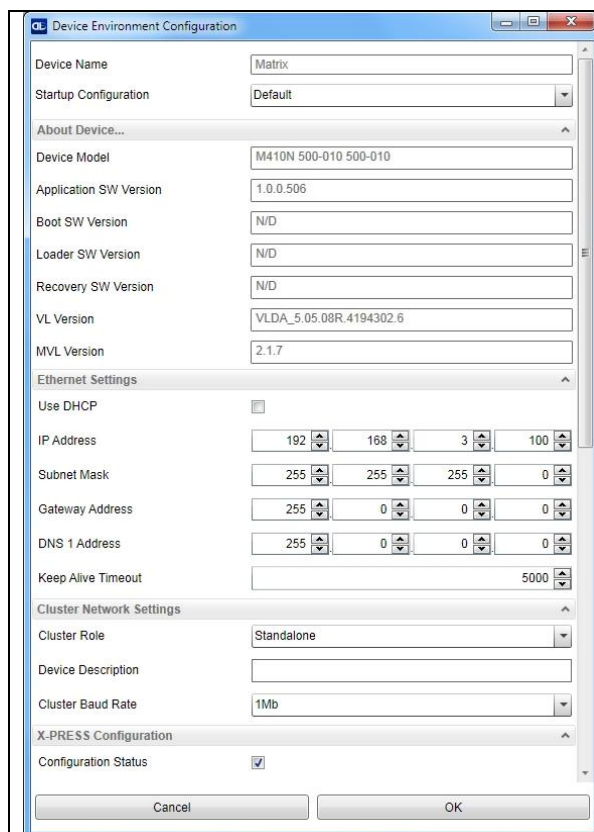 Device Environment Configuration
Device Name Matrix
Startup Configuration Default
About Device...
Device Model M410N 500-010 500-010
Application SW Version 1.0.0.506
Boot SW Version N/D
Loader SW Version N/D
Recovery SW Version N/D
VL Version VLDA_5.05.08R.4194302.6
MVL Version 2.1.7
Ethernet Settings
Use DHCP
IP Address 192 . 168 . 3 . 100
Subnet Mask 255 . 255 . 255 . 0
Gateway Address 255 . 0 . 0 . 0
DNS 1 Address 255 . 0 . 0 . 0
Keep Alive Timeout 5000
Cluster Network Settings
Cluster Role Standalone
Device Description
Cluster Baud Rate 1Mb
X-PRESS Configuration
Configuration Status
Cancel OK